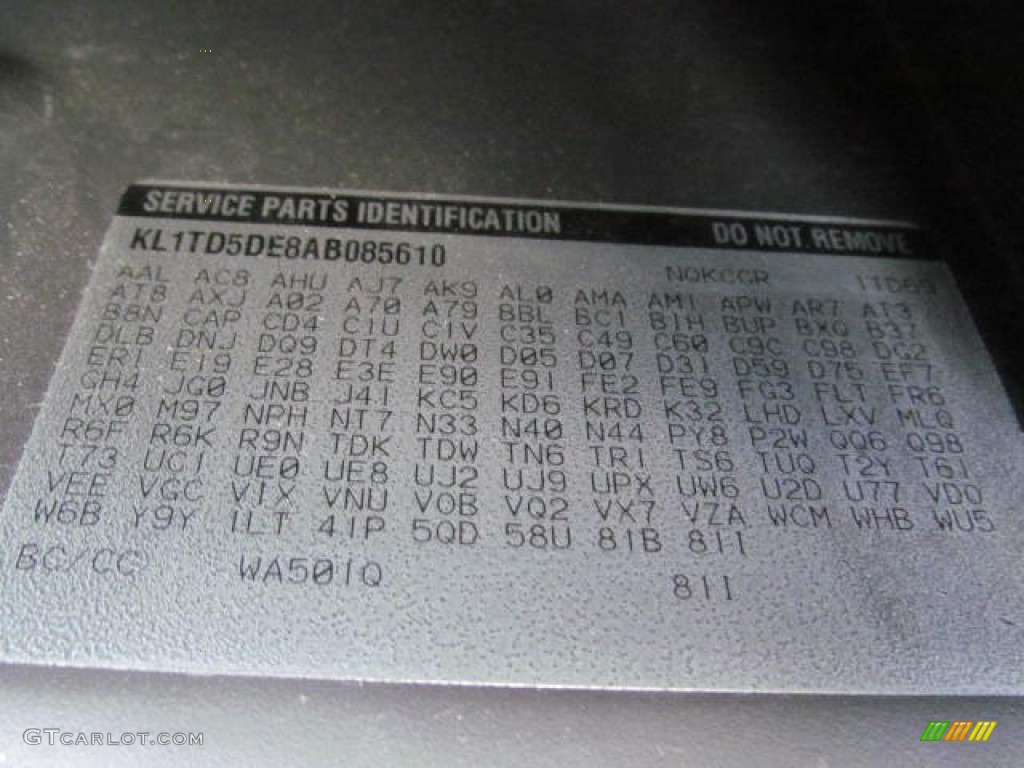 SERVICE PARTS IDENTIFICATION DO NOT REMOVE
KL1TD5DE8AB085610 NQKCCR 1TD69
AAL AC8 AHU AJ7 AK9 AL0 AMA AM1 APW AR7 AT3
AT8 AXJ A02 A70 A79 BBL BC1 B1H BUP BXQ B37
B8N CAP CD4 C1U C1V C35 C49 C60 C9C C98 DG2
DLB DNJ DQ9 DT4 DW0 D05 D07 D31 D59 D75 EF7
ER1 E19 E28 E3E E90 E91 FE2 FE9 FG3 FLT FR6
GH4 JG0 JNB J41 KC5 KD6 KRD K32 LHD LXV MLQ
MX0 M97 NPH NT7 N33 N40 N44 PY8 P2W QQ6 Q98
R6F R6K R9N TDK TDW TN6 TR1 TS6 TUQ T2Y T61
T73 UC1 UE0 UE8 UJ2 UJ9 UPX UW6 U2D U77 VDO
VEE VGC V1X VNU VOB VQ2 VX7 VZA WCM WHB WU5
W6B Y9Y 1LT 41P 5QD 58U 81B 811
BC/CC WA501Q 811
GTCARLOT.COM